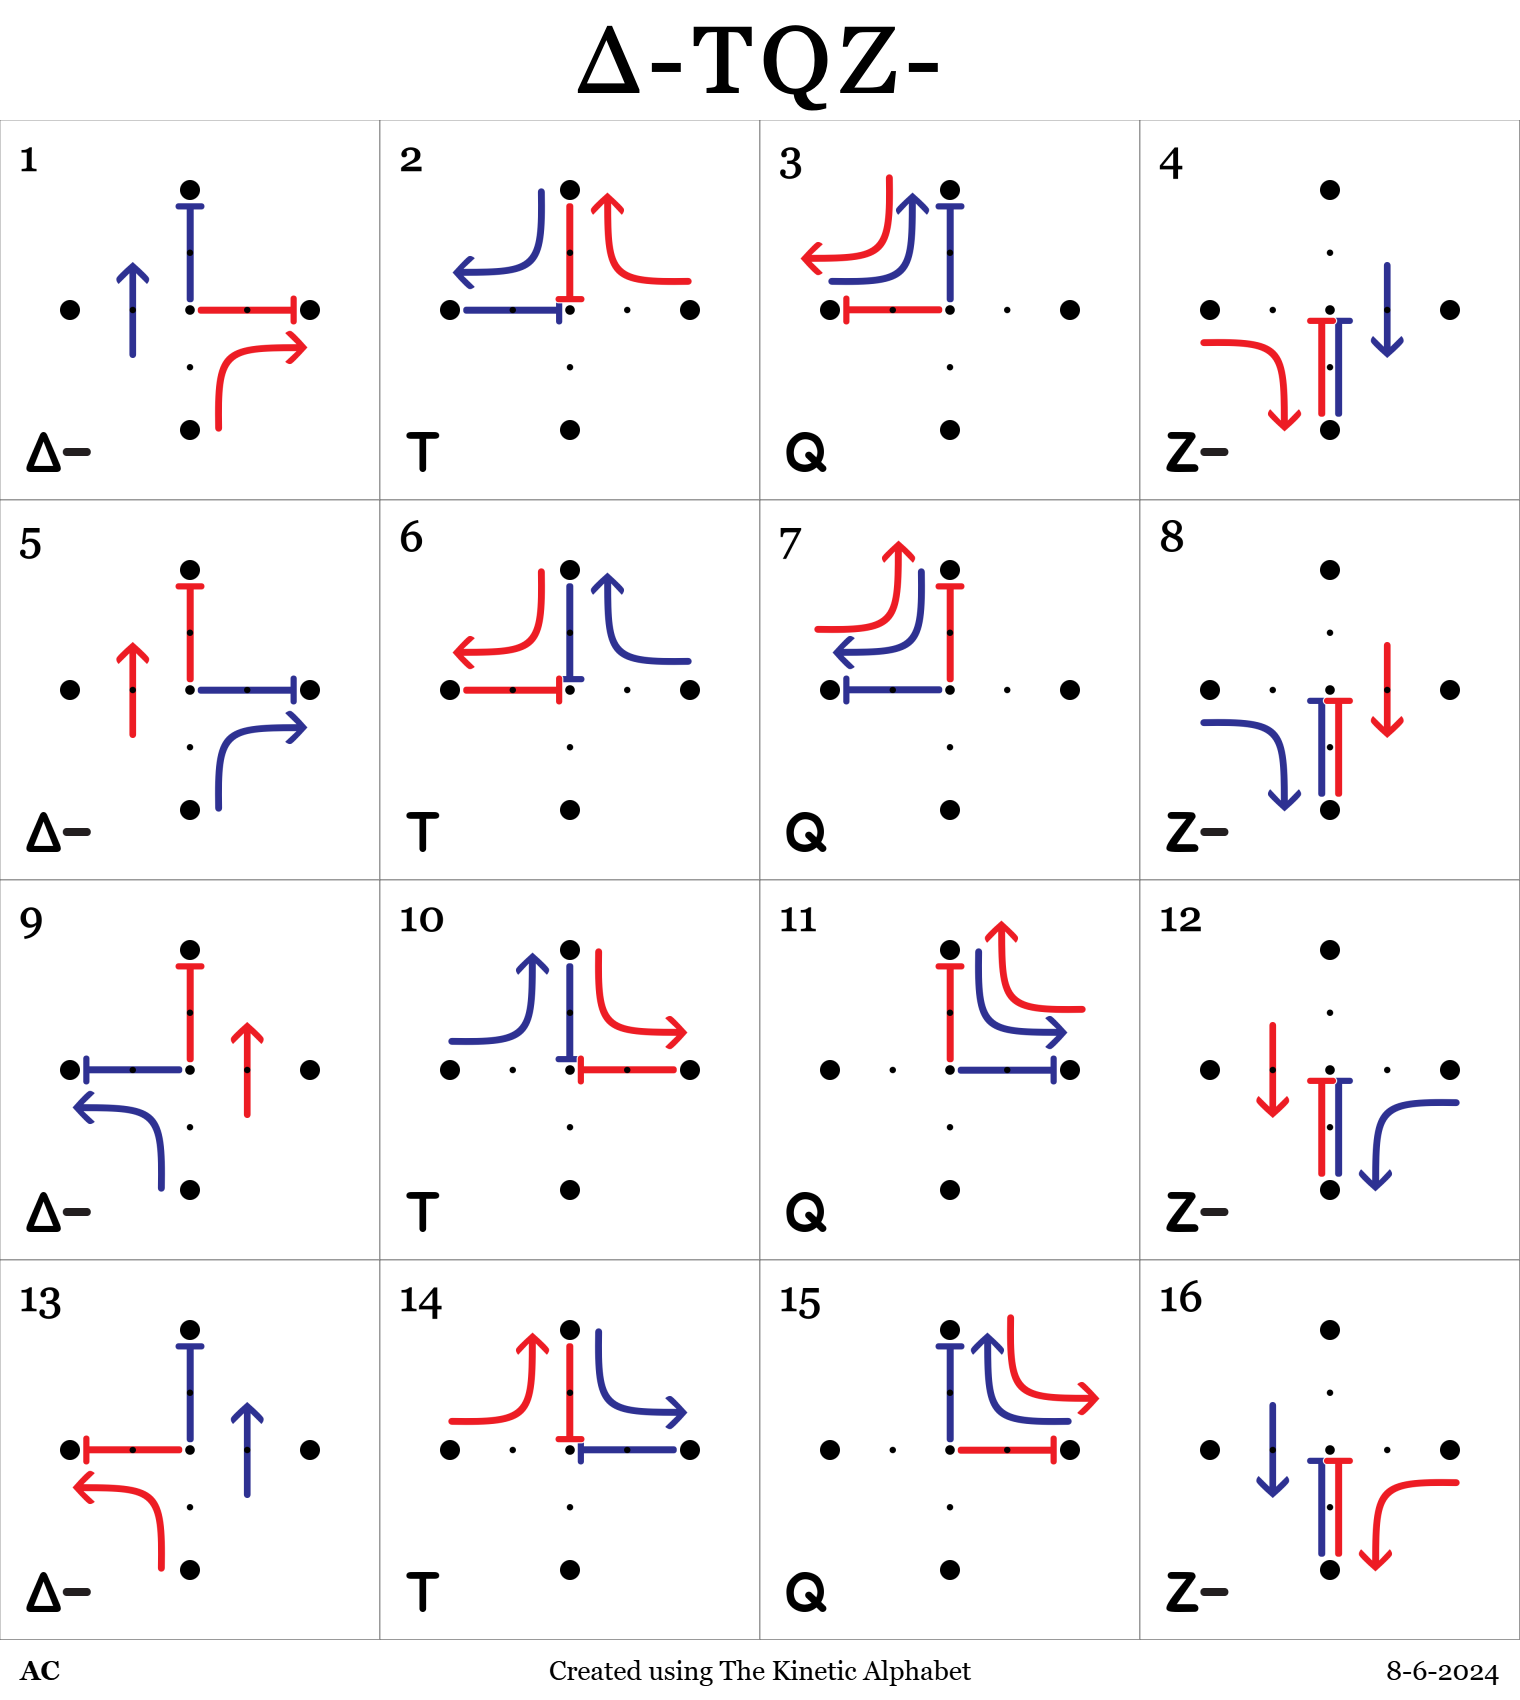 Δ-TQZ-
1 2 3 4
Δ- T Q Z-
5 6 7 8
Δ- T Q Z-
9 10 11 12
Δ- T Q Z-
13 14 15 16
Δ- T Q Z-
AC Created using The Kinetic Alphabet 8-6-2024